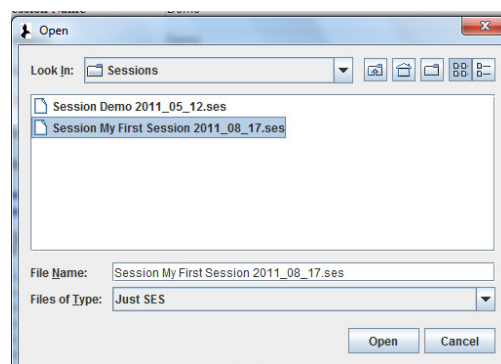 Open
Look In: Sessions
Session Demo 2011_05_12.ses
Session My First Session 2011_08_17.ses
File Name: Session My First Session 2011_08_17.ses
Files of Type: Just SES
Open Cancel